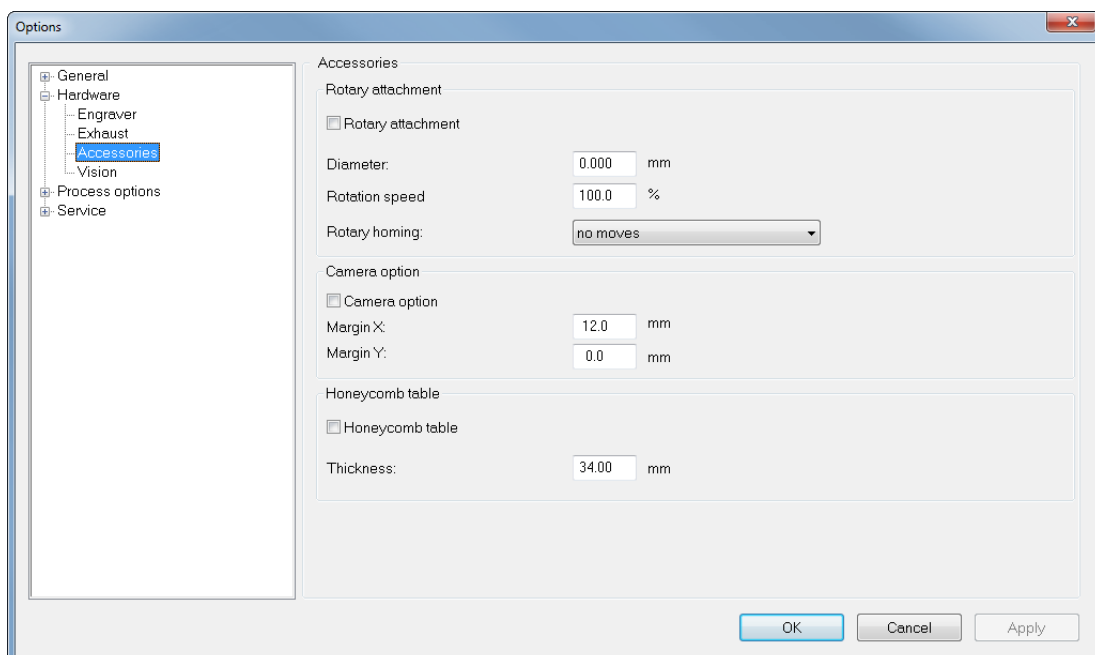 Options
General
Hardware
Engraver
Exhaust
Accessories
Vision
Process options
Service
Accessories
Rotary attachment
Rotary attachment
Diameter: 0.000 mm
Rotation speed 100.0 %
Rotary homing: no moves
Camera option
Camera option
Margin X: 12.0 mm
Margin Y: 0.0 mm
Honeycomb table
Honeycomb table
Thickness: 34.00 mm
OK Cancel Apply